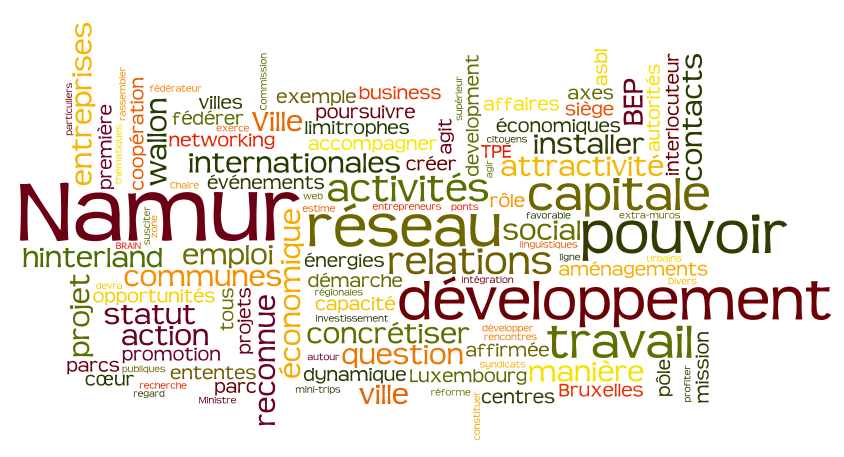 entreprises
particuliers
première
thématiques
rassembler
coopération
fédérateur
wallon
villes
fédérer
exerce
networking
Ville
Commission
exemple
business
poursuivre
limitrophes
accompagner
agit
development
supérieur
affaires
axes
asbl
siège
BEP
autorités
interlocuteur
contacts
économiques
citoyens
installer
TPE
agir
attractivité
internationales
créer
Chaire
événements
web
activités
rôle
capitale
Namur
susciter
zone
BRAIN
estime
entrepreneurs
ponts
favorable
extra-muros
réseau
social
pouvoir
linguistiques
hinterland
emploi
économique
énergies
relations
ligne
urbains
aménagements
communes
démarche
intégration
Divers
projet
devra
opportunités
tous
projets
reconnue
régionales
capacité
développement
statut
investissement
action
concrétiser
développer
rencontres
travail
promotion
autour
question
affirmée
parcs
publiques
ententes
syndicats
manière
pôle
profiter
mission
cœur
recherche
parc
dynamique
Luxembourg
regard
Ministre
mini-trips
ville
réforme
constituer
centres
Bruxelles